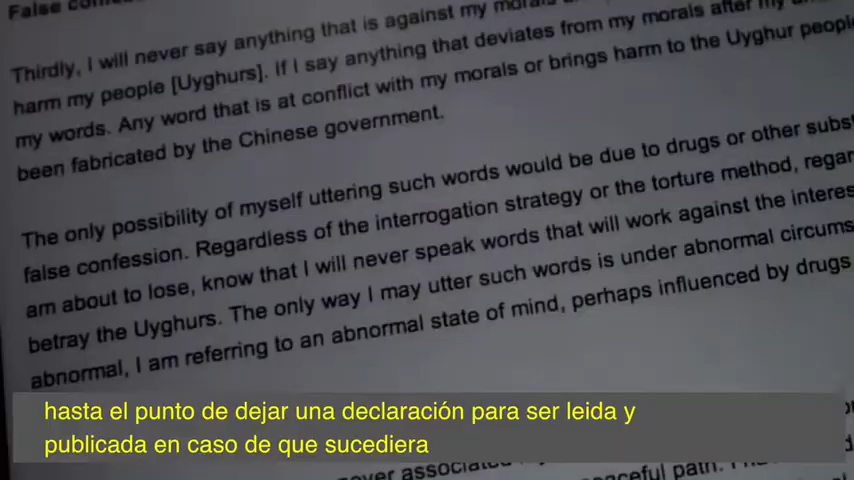 False
Thirdly, I will never say anything that is against my morals
harm my people [Uyghurs]. If I say anything that deviates from my morals after my
my words. Any word that is at conflict with my morals or brings harm to the Uyghur people
been fabricated by the Chinese government.
The only possibility of myself uttering such words would be due to drugs or other
false confession. Regardless of the interrogation strategy or the torture method,
am about to lose, know that I will never speak words that will work against the
betray the Uyghurs. The only way I may utter such words is under abnormal
abnormal, I am referring to an abnormal state of mind, perhaps influenced by drugs
hasta el punto de dejar una declaración para ser leida y
publicada en caso de que sucediera
path.